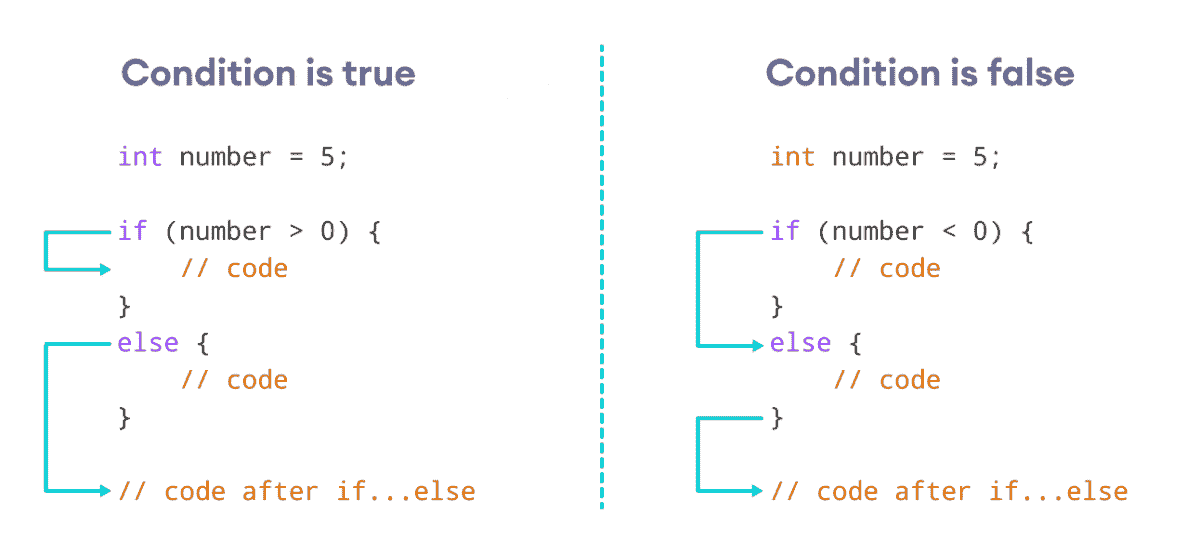 Condition is true
int number = 5;
if (number > 0) {
// code
}
else {
// code
}
// code after if...else
Condition is false
int number = 5;
if (number < 0) {
// code
}
else {
// code
}
// code after if...else